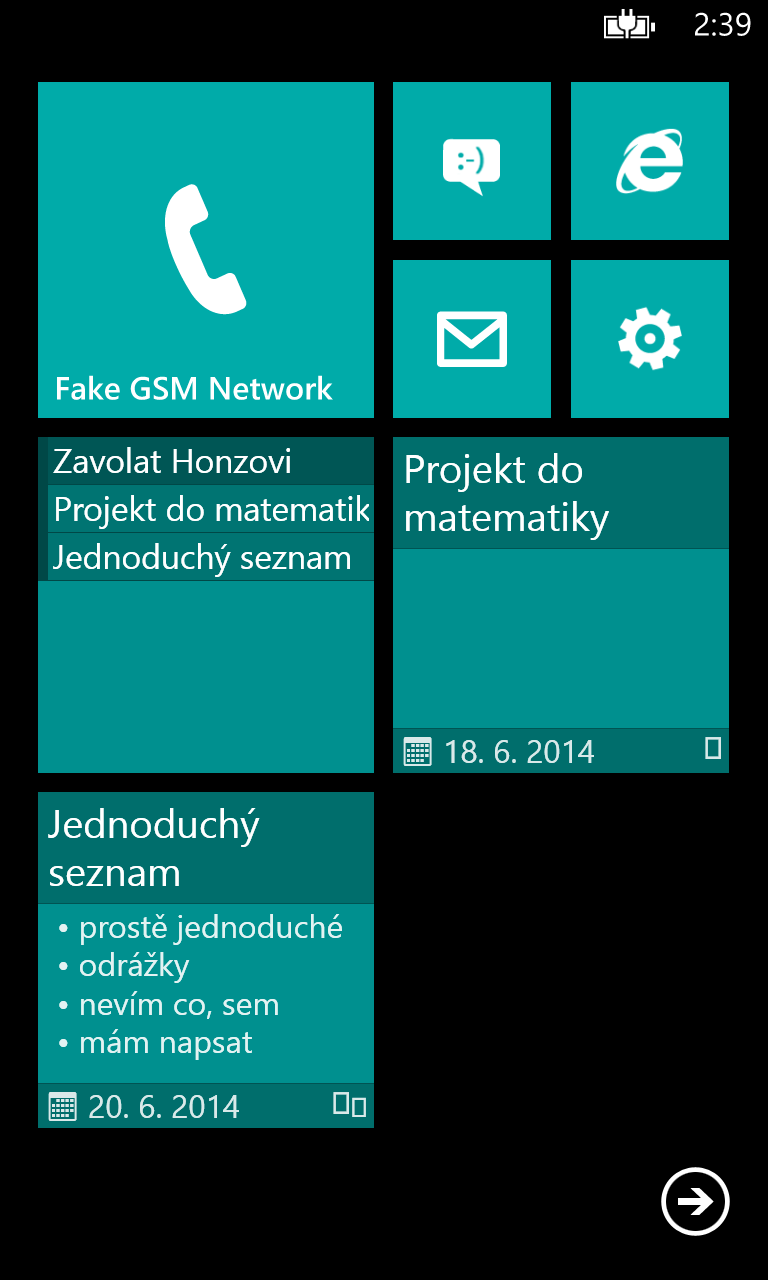 2:39
:-)
Fake GSM Network
Zavolat Honzovi
Projekt do matematik
Jednoduchý seznam
Projekt do
matematiky
18. 6. 2014
Jednoduchý
seznam
• prostě jednoduché
• odrážky
• nevím co, sem
• mám napsat
20. 6. 2014